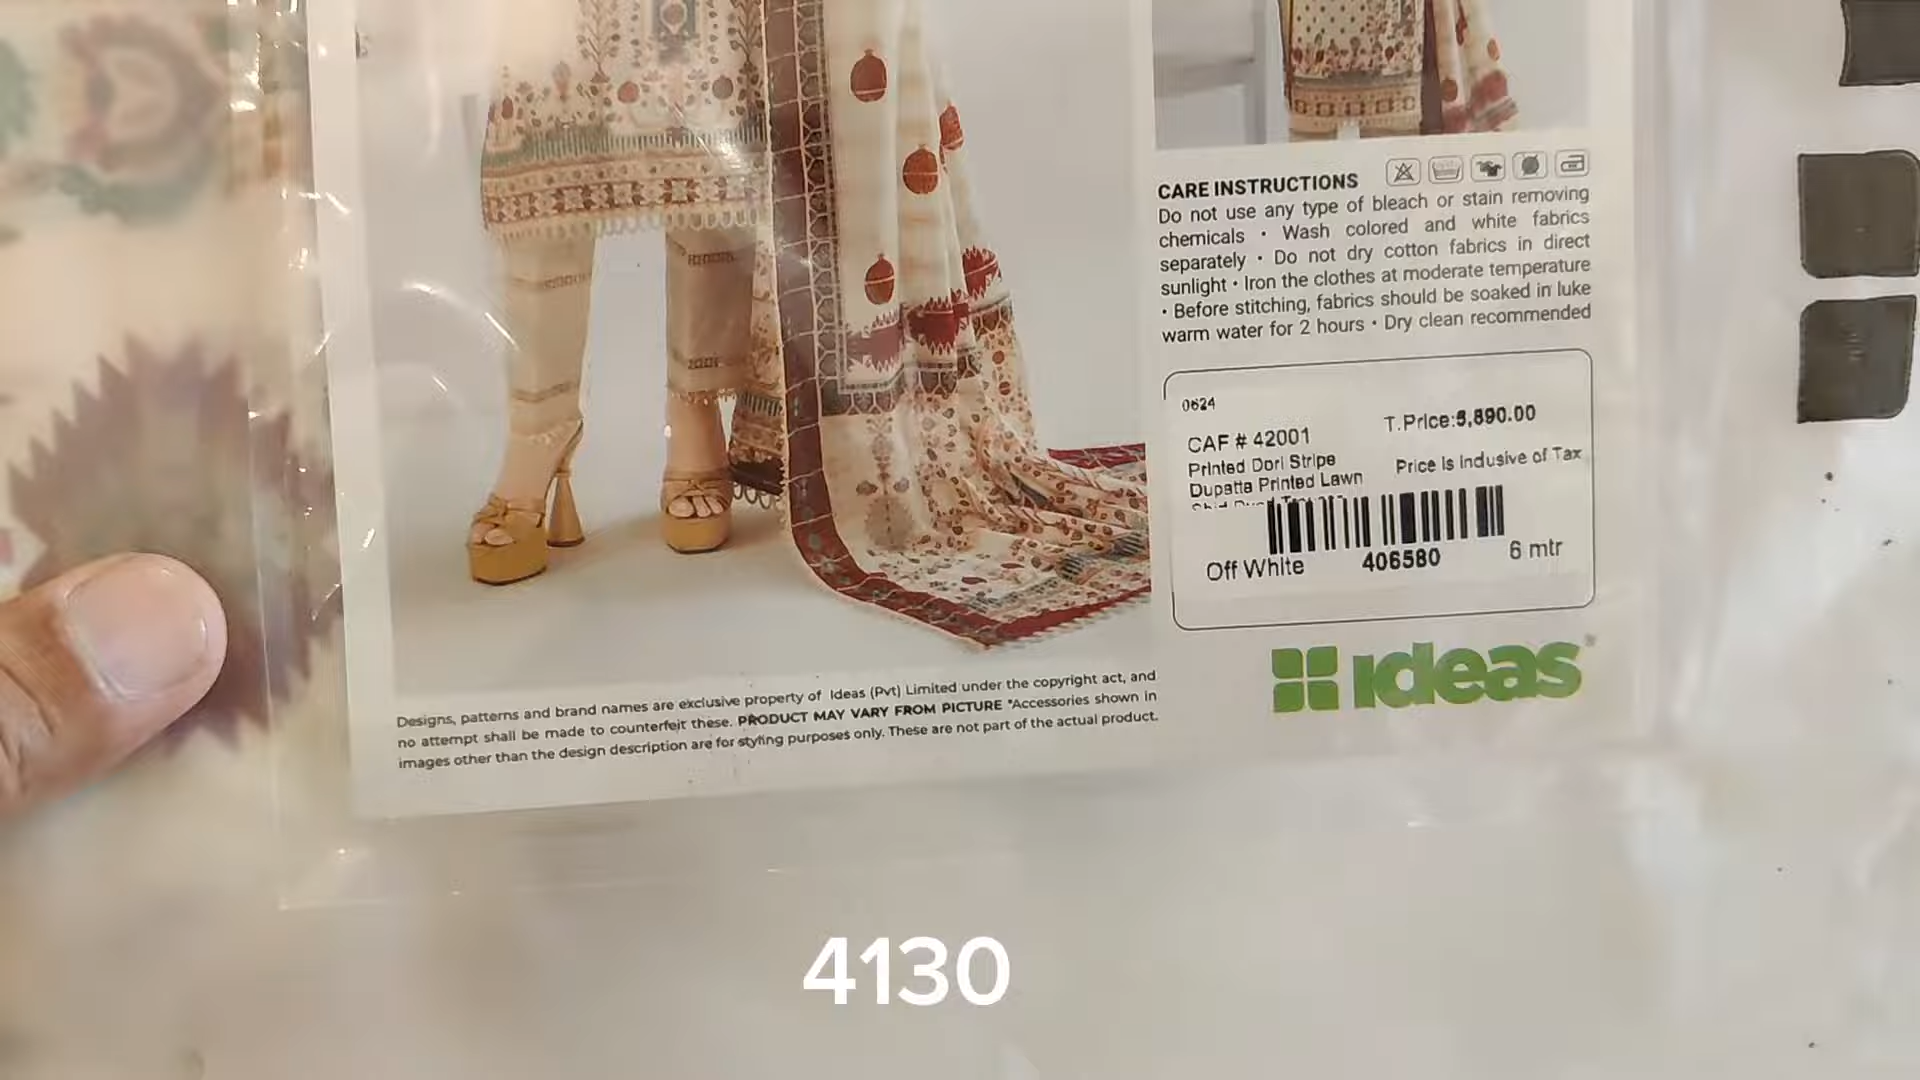 CARE INSTRUCTIONS
Do not use any type of bleach or stain removing
chemicals • Wash colored and white fabrics
separately • Do not dry cotton fabrics in direct
sunlight • Iron the clothes at moderate temperature
• Before stitching, fabrics should be soaked in luke
warm water for 2 hours • Dry clean recommended
0624
CAF # 42001
T.Price:5,890.00
Printed Dori Stripe
Price is Inclusive of Tax
Dupatta Printed Lawn
Off White
406580
6 mtr
ideas
Designs, patterns and brand names are exclusive property of Ideas (Pvt) Limited under the copyright act, and
no attempt shall be made to counterfeit these. PRODUCT MAY VARY FROM PICTURE *Accessories shown in
images other than the design description are for styling purposes only. These are not part of the actual product.
4130